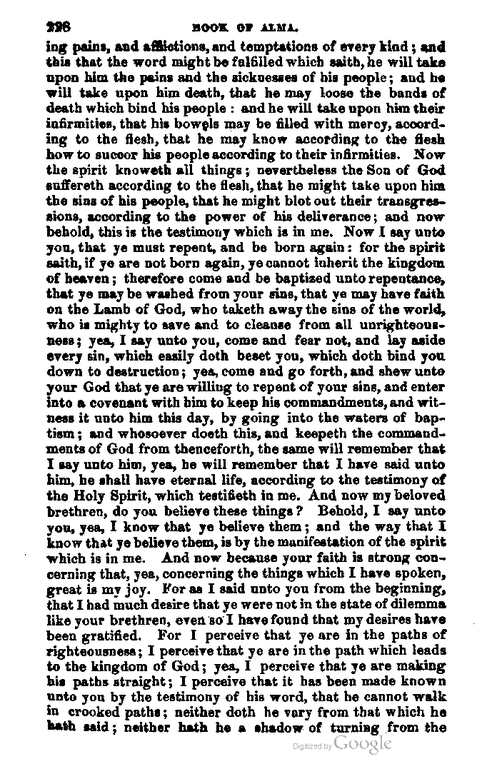 226 BOOK OF ALMA.
ing pains, and afflictions, and temptations of every kind; and
this that the word might be fulfilled which saith, he will take
upon him the pains and the sicknesses of his people; and he
will take upon him death, that he may loose the bands of
death which bind his people : and he will take upon him their
infirmities, that his bowels may be filled with mercy, accord-
ing to the flesh, that he may know according to the flesh
how to succor his people according to their infirmities. Now
the spirit knoweth all things; nevertheless the Son of God
suffereth according to the flesh, that he might take upon him
the sins of his people, that he might blot out their transgres-
sions, according to the power of his deliverance; and now
behold, this is the testimony which is in me. Now I say unto
you, that ye must repent, and be born again: for the spirit
saith, if ye are not born again, ye cannot inherit the kingdom
of heaven; therefore come and be baptized unto repentance,
that ye may be washed from your sins, that ye may have faith
on the Lamb of God, who taketh away the sins of the world,
who is mighty to save and to cleanse from all unrighteous-
ness; yea, I say unto you, come and fear not, and lay aside
every sin, which easily doth beset you, which doth bind you
down to destruction; yea, come and go forth, and shew unto
your God that ye are willing to repent of your sins, and enter
into a covenant with him to keep his commandments, and wit-
ness it unto him this day, by going into the waters of bap-
tism; and whosoever doeth this, and keepeth the command-
ments of God from thenceforth, the same will remember that
I say unto him, yea, he will remember that I have said unto
him, he shall have eternal life, according to the testimony of
the Holy Spirit, which testifieth in me. And now my beloved
brethren, do you believe these things? Behold, I say unto
you, yea, I know that ye believe them; and the way that I
know that ye believe them, is by the manifestation of the spirit
which is in me. And now because your faith is strong con-
cerning that, yea, concerning the things which I have spoken,
great is my joy. For as I said unto you from the beginning,
that I had much desire that ye were not in the state of dilemma
like your brethren, even so I have found that my desires have
been gratified. For I perceive that ye are in the paths of
righteousness; I perceive that ye are in the path which leads
to the kingdom of God; yea, I perceive that ye are making
his paths straight; I perceive that it has been made known
unto you by the testimony of his word, that he cannot walk
in crooked paths; neither doth he vary from that which he
hath said; neither hath he a shadow of turning from the
Digitized by Google